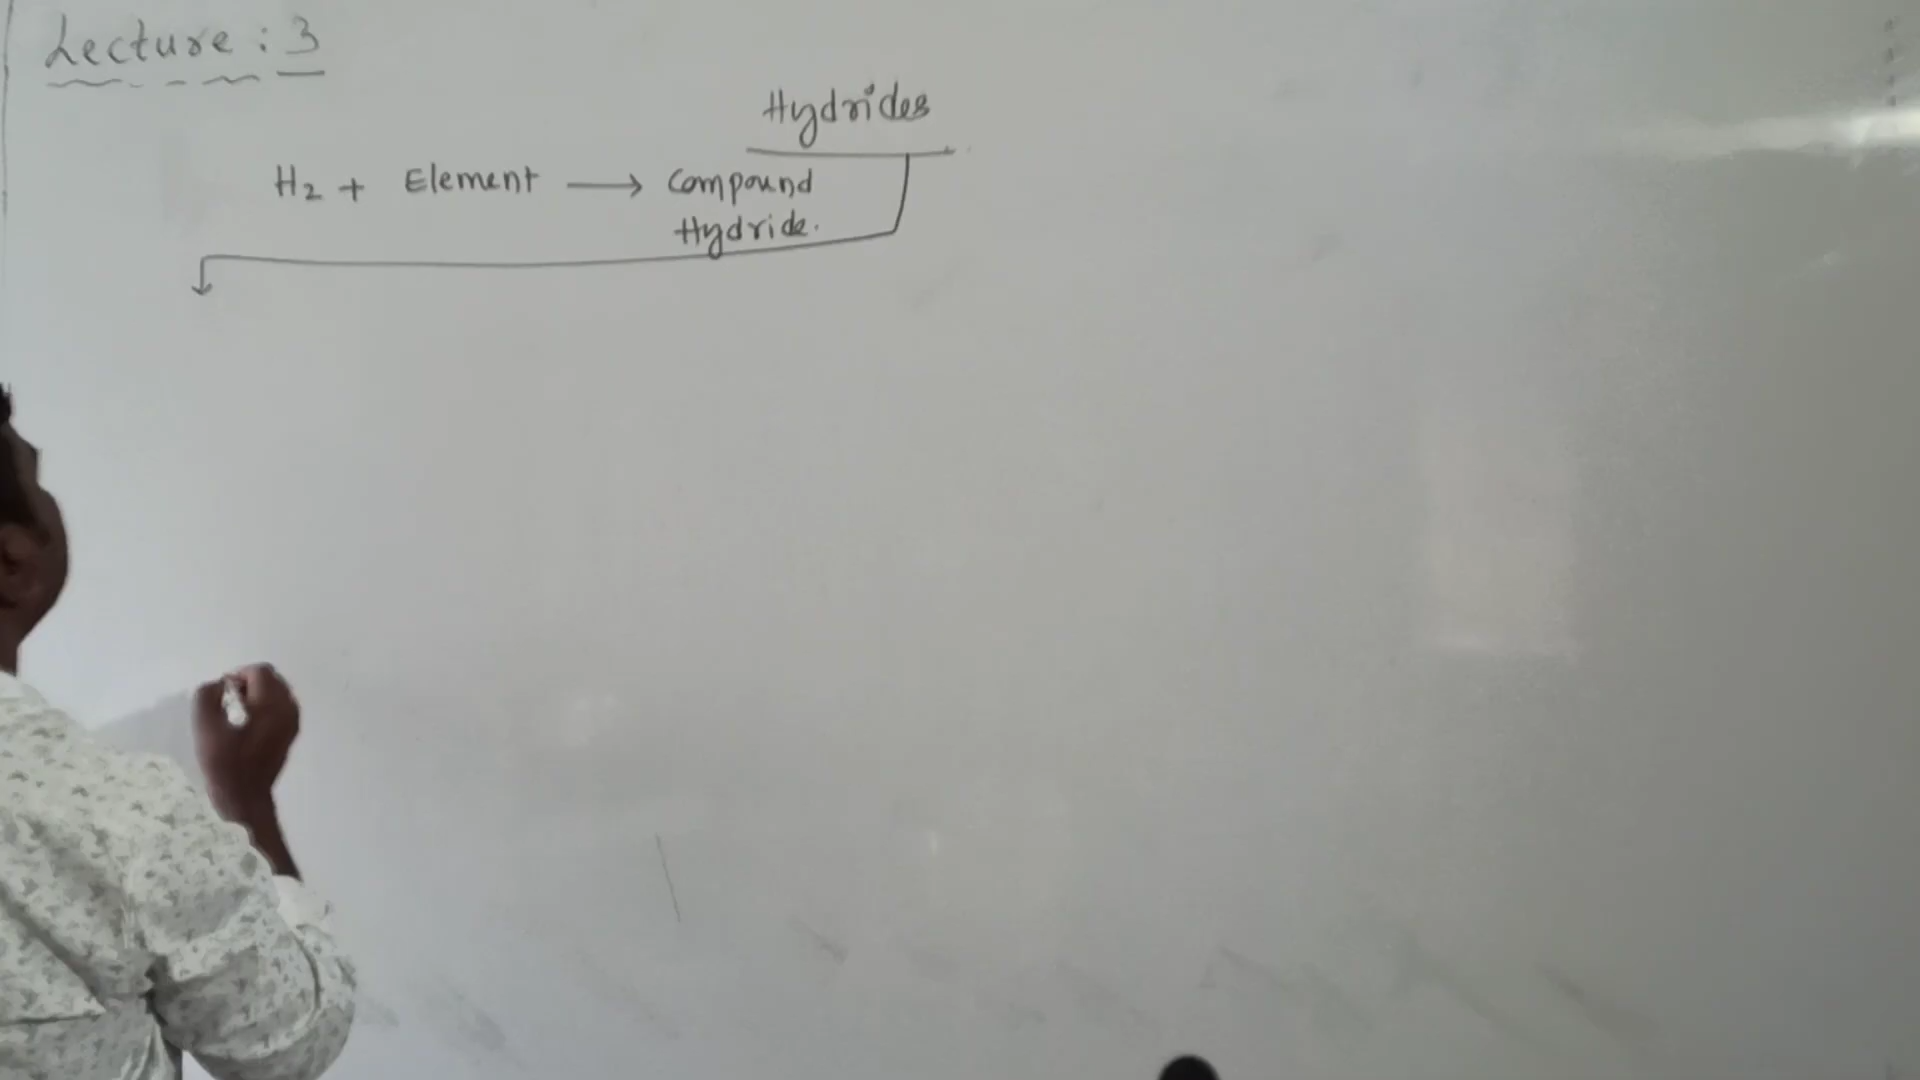 Lecture : 3
Hydrides
H₂ + Element ⟶ Compound
Hydride.